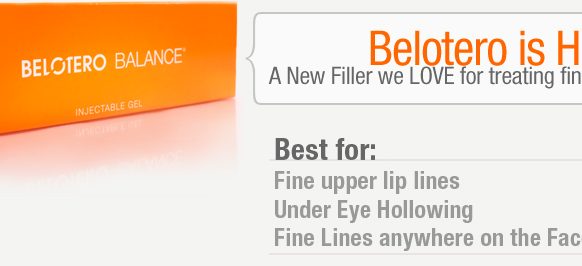 BELOTERO BALANCE®
INJECTABLE GEL
Belotero is H
A New Filler we LOVE for treating fin
Best for:
Fine upper lip lines
Under Eye Hollowing
Fine Lines anywhere on the Fac